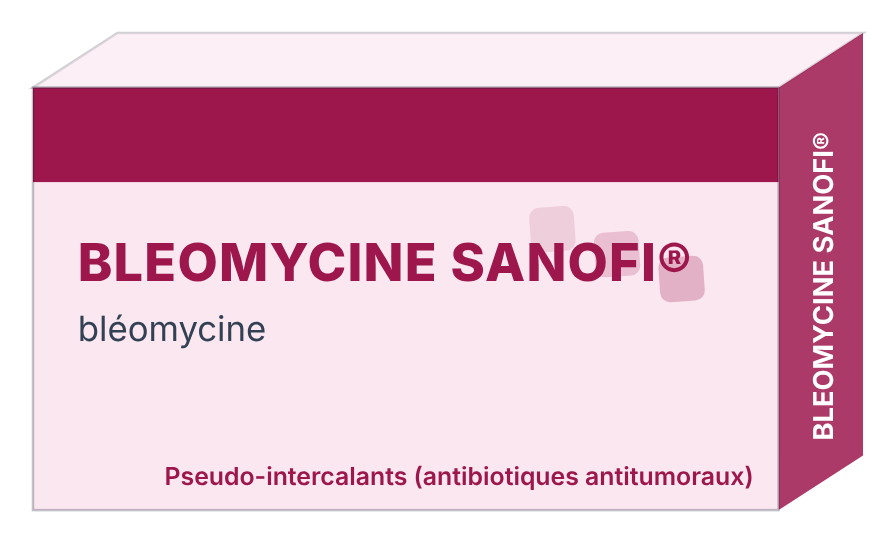 BLEOMYCINE SANOFI®
bléomycine
Pseudo-intercalants (antibiotiques antitumoraux)
BLEOMYCINE SANOFI®